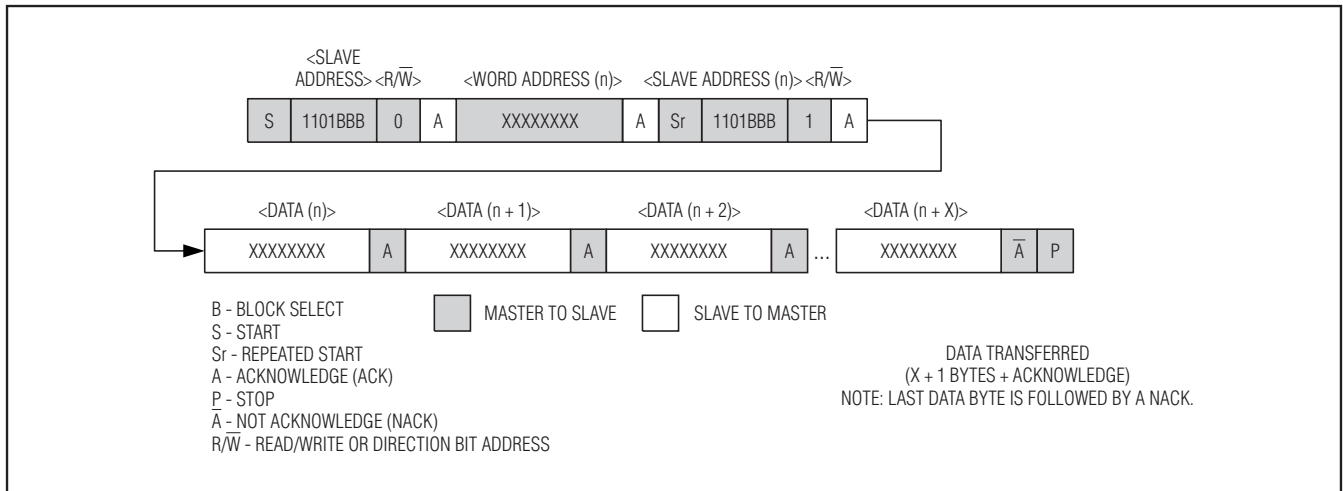 <SLAVE
ADDRESS> <R/W̅> <WORD ADDRESS (n)> <SLAVE ADDRESS (n)> <R/W̅>
S 1101BBB 0 A XXXXXXXX A Sr 1101BBB 1 A
<DATA (n)> <DATA (n + 1)> <DATA (n + 2)> <DATA (n + X)>
XXXXXXXX A XXXXXXXX A XXXXXXXX A ... XXXXXXXX A̅ P
B - BLOCK SELECT
S - START
Sr - REPEATED START
A - ACKNOWLEDGE (ACK)
P - STOP
A̅ - NOT ACKNOWLEDGE (NACK)
R/W̅ - READ/WRITE OR DIRECTION BIT ADDRESS
MASTER TO SLAVE
SLAVE TO MASTER
DATA TRANSFERRED
(X + 1 BYTES + ACKNOWLEDGE)
NOTE: LAST DATA BYTE IS FOLLOWED BY A NACK.